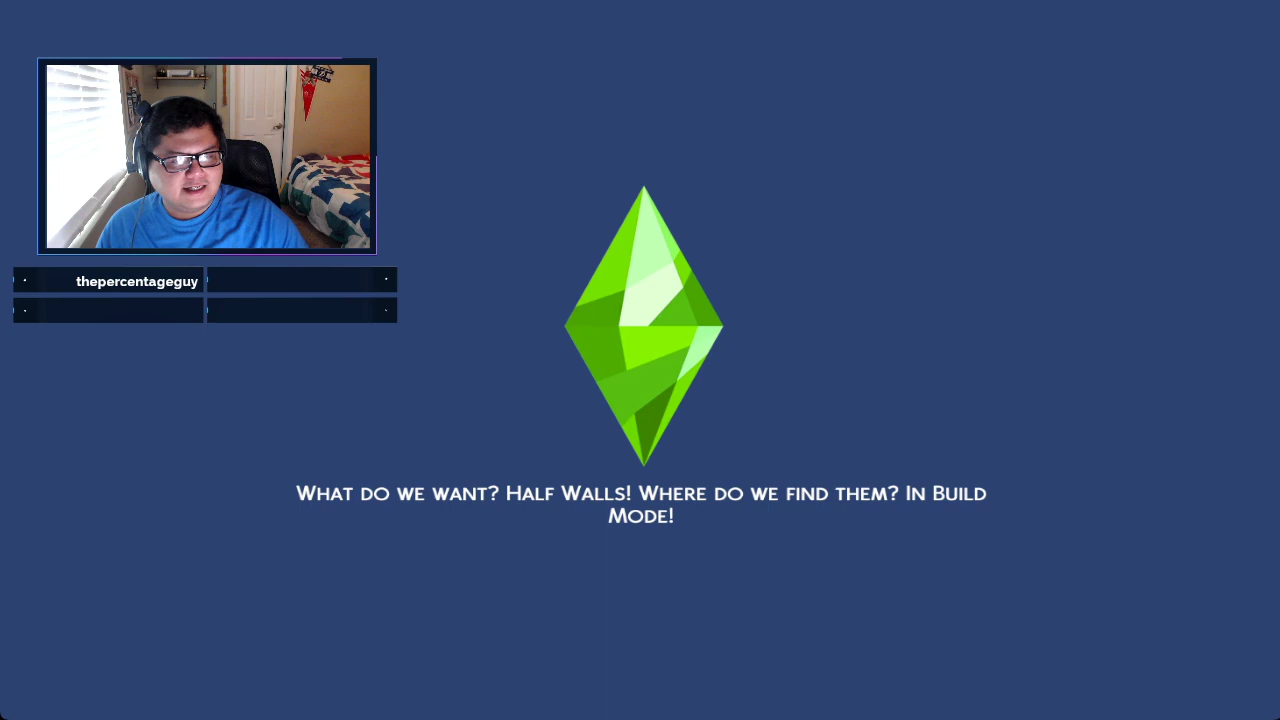 thepercentageguy
What do we want? Half Walls! Where do we find them? In Build
Mode!